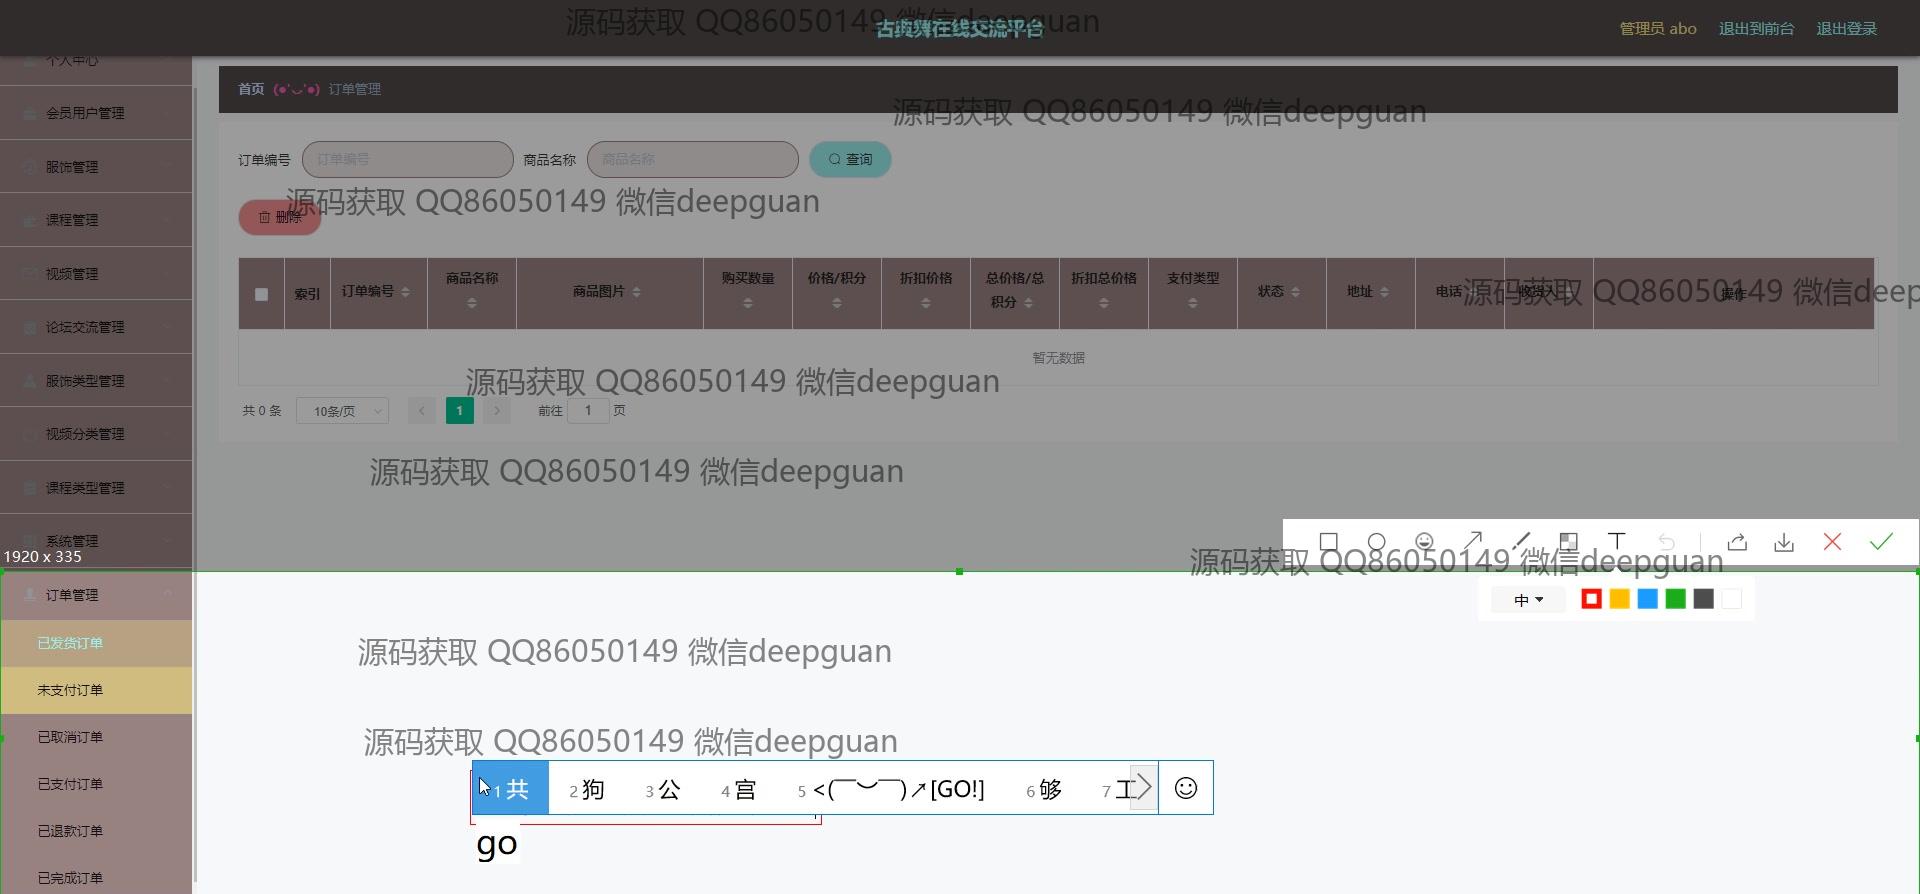 源码获取 QQ86050149 微信deepguan
古典舞在线交流平台
管理员 abo 退出到前台 退出登录
个人中心
首页 (●'◡'●) 订单管理
会员用户管理
源码获取 QQ86050149 微信deepguan
订单编号 订单编号 商品名称 商品名称 查询
服饰管理
源码获取 QQ86050149 微信deepguan
删除
课程管理
视频管理
索引 订单编号 商品名称 商品图片 购买数量 价格/积分 折扣价格 总价格/总积分 折扣总价格 支付类型 状态 地址 电话 收货人 操作
源码获取 QQ86050149 微信deep
论坛交流管理
暂无数据
服饰类型管理
源码获取 QQ86050149 微信deepguan
共 0 条 10条/页 1 前往 1 页
视频分类管理
源码获取 QQ86050149 微信deepguan
课程类型管理
系统管理
1920 x 335
源码获取 QQ86050149 微信deepguan
订单管理
中
已发货订单
源码获取 QQ86050149 微信deepguan
未支付订单
已取消订单
源码获取 QQ86050149 微信deepguan
已支付订单
1 共 2 狗 3 公 4 宫 5 <(￣︶￣)↗[GO!] 6 够 7 工
已退款订单
go
已完成订单